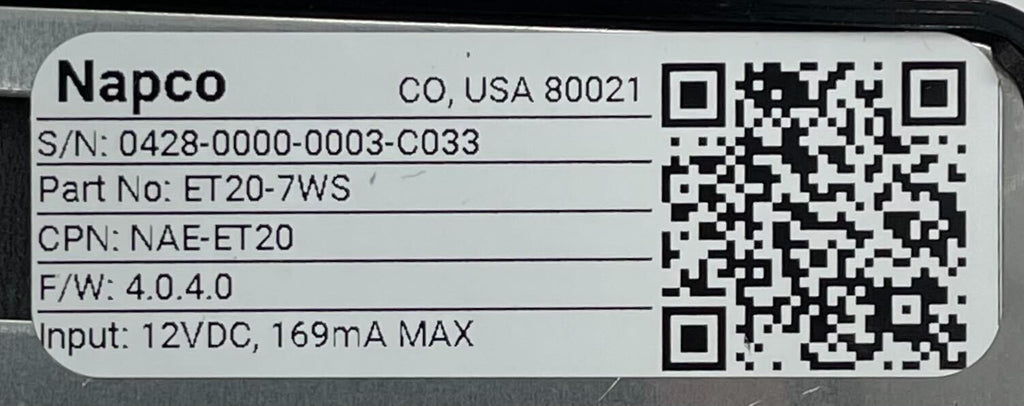 Napco CO, USA 80021
S/N: 0428-0000-0003-C033
Part No: ET20-7WS
CPN: NAE-ET20
F/W: 4.0.4.0
Input: 12VDC, 169mA MAX